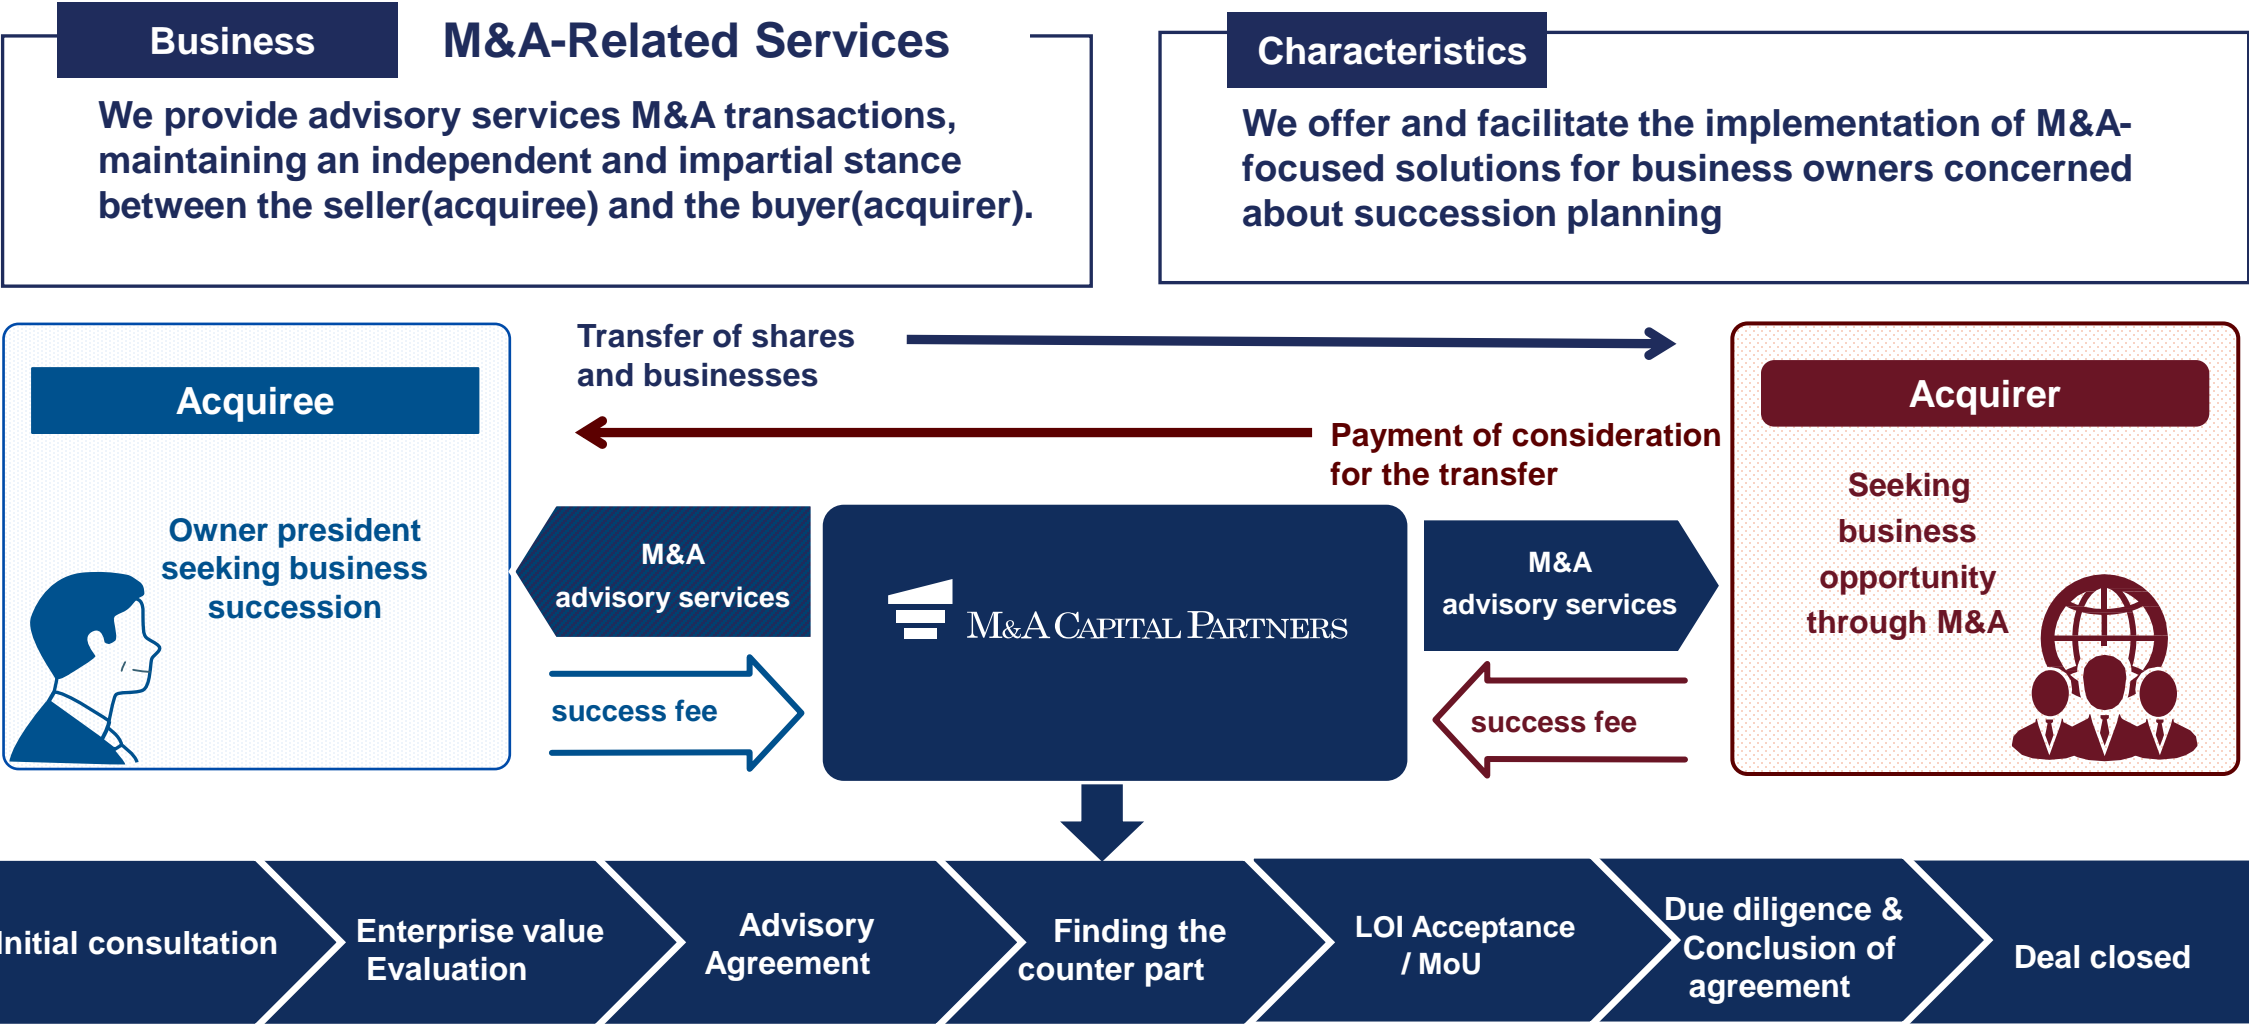 Business
M&A-Related Services
We provide advisory services M&A transactions,
maintaining an independent and impartial stance
between the seller(acquiree) and the buyer(acquirer).
Characteristics
We offer and facilitate the implementation of M&A-
focused solutions for business owners concerned
about succession planning
Transfer of shares
and businesses
Payment of consideration
for the transfer
Acquiree
Owner president
seeking business
succession
M&A
advisory services
success fee
M&A CAPITAL PARTNERS
M&A
advisory services
success fee
Acquirer
Seeking
business
opportunity
through M&A
Initial consultation
Enterprise value
Evaluation
Advisory
Agreement
Finding the
counter part
LOI Acceptance
/ MoU
Due diligence &
Conclusion of
agreement
Deal closed